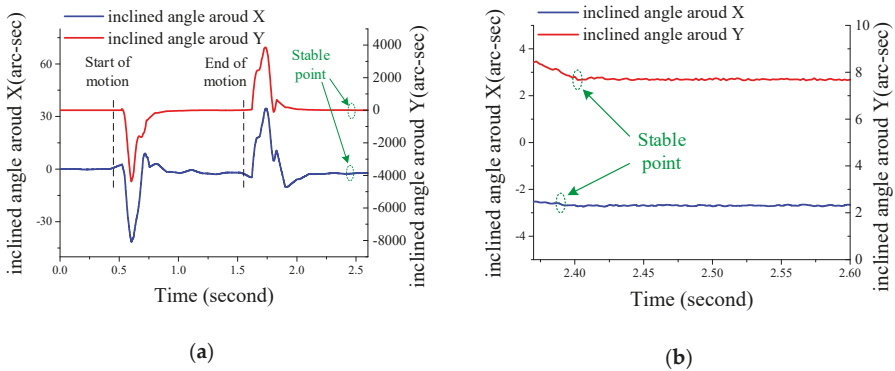 inclined angle aroud X
inclined angle aroud Y
60
30
0
-30
inclined angle aroud X(arc-sec)
Start of
motion
End of
motion
Stable
point
4000
2000
0
-2000
-4000
-6000
-8000
inclined angle aroud Y(arc-sec)
0.0
0.5
1.0
1.5
2.0
2.5
Time (second)
(a)
inclined angle aroud X
inclined angle aroud Y
4
2
0
-2
-4
inclined angle aroud X(arc-sec)
Stable
point
10
8
6
4
2
0
inclined angle aroud Y(arc-sec)
2.40
2.45
2.50
2.55
2.60
Time (second)
(b)